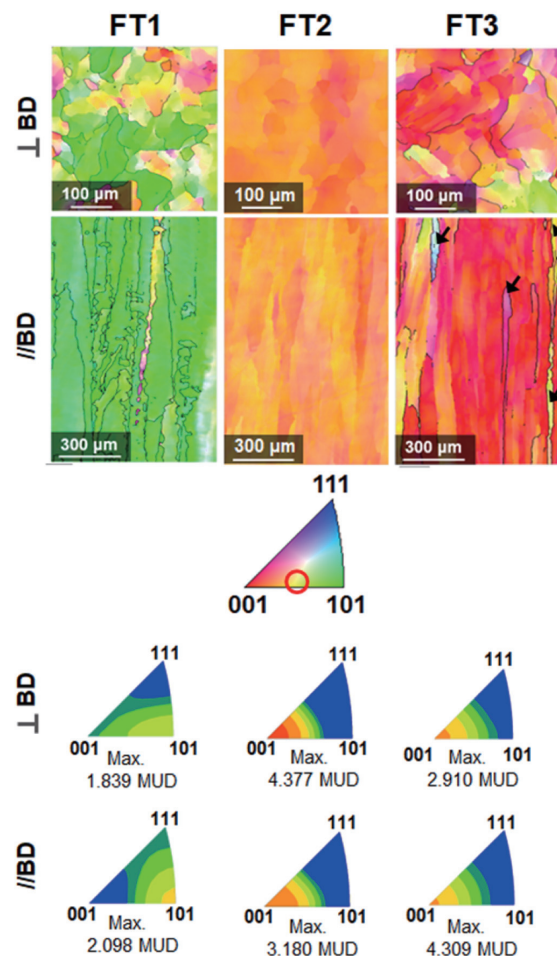 FT1 FT2 FT3
⊥ BD
100 µm 100 µm 100 µm
//BD
300 µm 300 µm 300 µm
111
001 101
⊥ BD
111 111 111
001 101 001 101 001 101
Max. Max. Max.
1.839 MUD 4.377 MUD 2.910 MUD
//BD
111 111 111
001 101 001 101 001 101
Max. Max. Max.
2.098 MUD 3.180 MUD 4.309 MUD